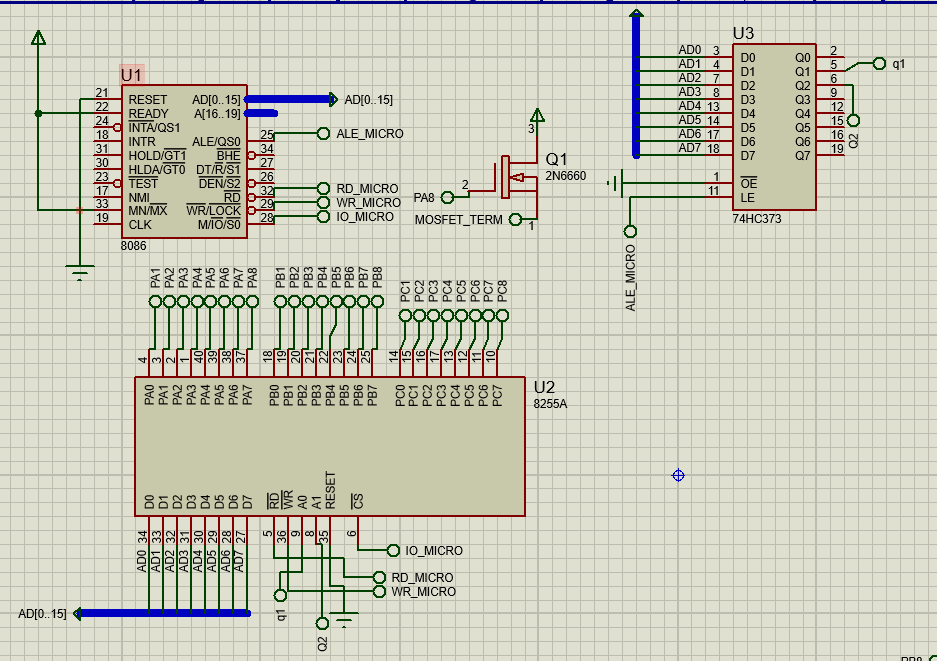 U1
21 RESET AD[0..15] AD[0..15]
22 READY A[16..19]
24 INTA/QS1
18 INTR ALE/QS0 25 ALE_MICRO
31 HOLD/GT1 BHE 34
30 HLDA/GT0 DT/R/S1 27
23 TEST DEN/S2 26
17 NMI RD 32 RD_MICRO
33 MN/MX WR/LOCK 29 WR_MICRO
19 CLK M/IO/S0 28 IO_MICRO
8086
3
Q1
2N6660
PA8 2
MOSFET_TERM 1
U3
AD0 3 D0 Q0 2
AD1 4 D1 Q1 5 q1
AD2 7 D2 Q2 6
AD3 8 D3 Q3 9
AD4 13 D4 Q4 12
AD5 14 D5 Q5 15
AD6 17 D6 Q6 16
AD7 18 D7 Q7 19
Q2
1 OE
11 LE
74HC373
ALE_MICRO
PA1 PA2 PA3 PA4 PA5 PA6 PA7 PA8 PB1 PB2 PB3 PB4 PB5 PB6 PB7 PB8 PC1 PC2 PC3 PC4 PC5 PC6 PC7 PC8
4 3 2 1 40 39 38 37 18 19 20 21 22 23 24 25 14 15 16 17 13 12 11 10
PA0 PA1 PA2 PA3 PA4 PA5 PA6 PA7 PB0 PB1 PB2 PB3 PB4 PB5 PB6 PB7 PC0 PC1 PC2 PC3 PC4 PC5 PC6 PC7
U2
8255A
D0 D1 D2 D3 D4 D5 D6 D7 RD WR A0 A1 RESET CS
34 33 32 31 30 29 28 27 5 36 9 8 35 6
AD0 AD1 AD2 AD3 AD4 AD5 AD6 AD7
IO_MICRO
RD_MICRO
WR_MICRO
AD[0..15]
q1
Q2